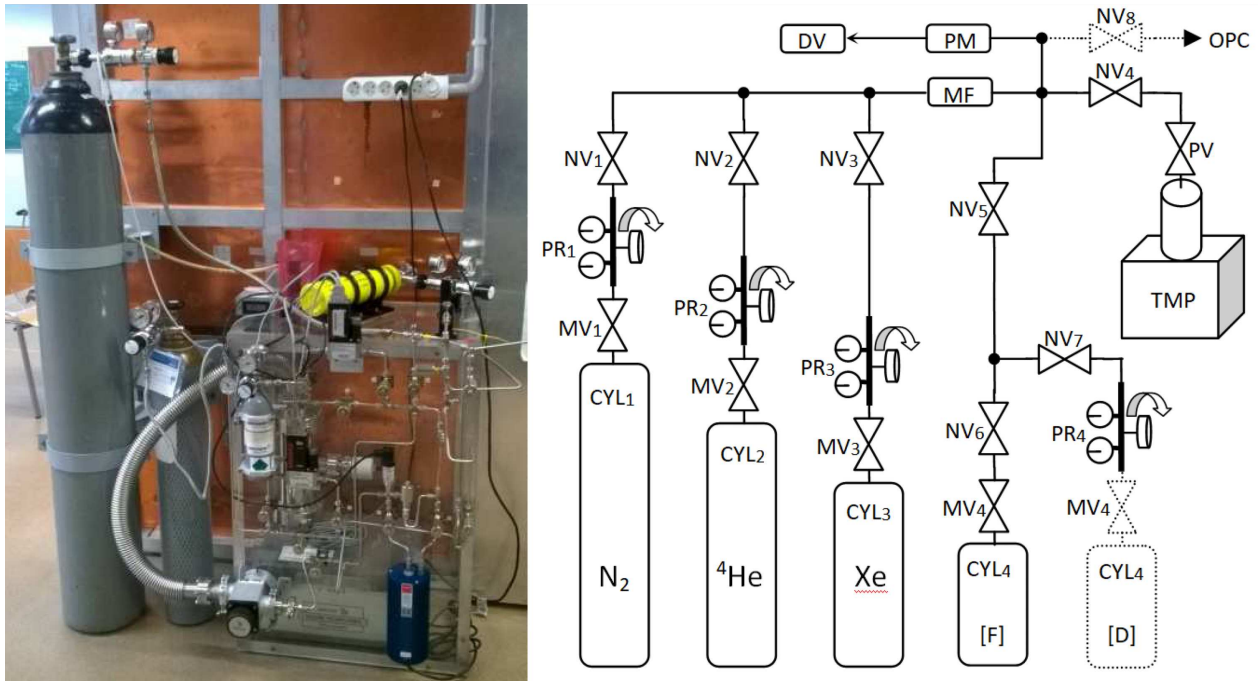 NV8
DV
PM
OPC
NV4
MF
NV1
NV2
NV3
PV
NV5
PR1
TMP
PR2
MV1
NV7
PR3
CYL1
MV2
PR4
NV6
MV3
CYL2
MV4
MV4
CYL3
N2
4He
Xe
CYL4
CYL4
[F]
[D]